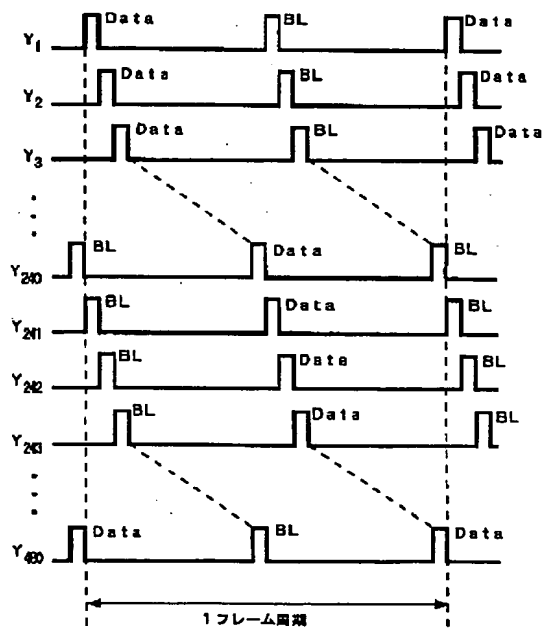 Y1 Data BL Data
Y2 Data BL Data
Y3 Data BL Data
Y240 BL Data BL
Y241 BL Data BL
Y242 BL Data BL
Y243 BL Data BL
Y480 Data BL Data
1フレーム周期